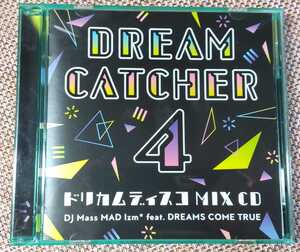 DREAM
CATCHER
4
ドリカムディスコ MIX CD
DJ Mass MAD Izm* feat. DREAMS COME TRUE